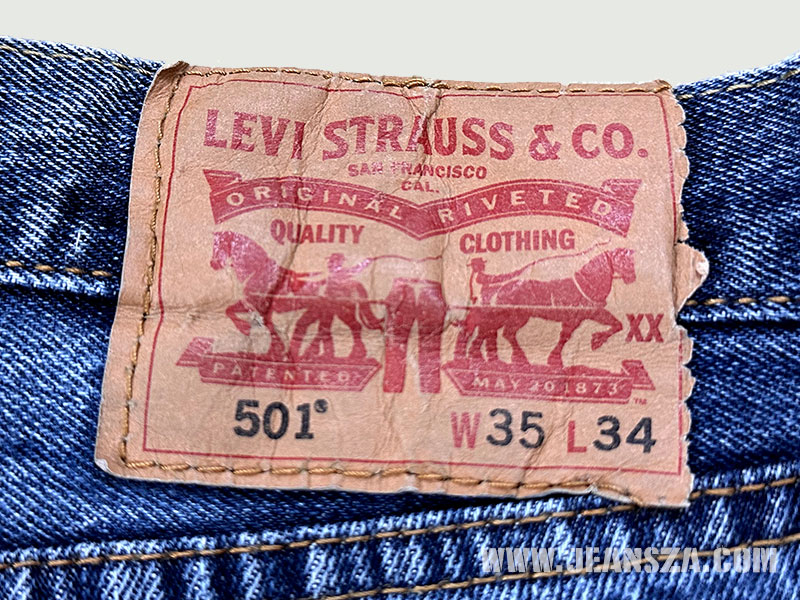 LEVI STRAUSS & CO.
SAN FRANCISCO
CAL.
ORIGINAL RIVETED
QUALITY CLOTHING
XX
PATENTED MAY 20 1873
™
501® W35 L34
WWW.JEANSZA.COM